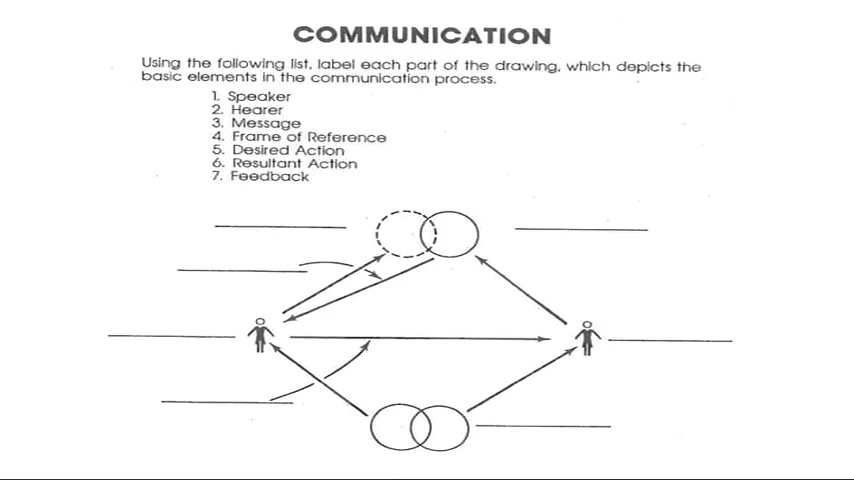 COMMUNICATION
Using the following list, label each part of the drawing, which depicts the
basic elements in the communication process.
1. Speaker
2. Hearer
3. Message
4. Frame of Reference
5. Desired Action
6. Resultant Action
7. Feedback